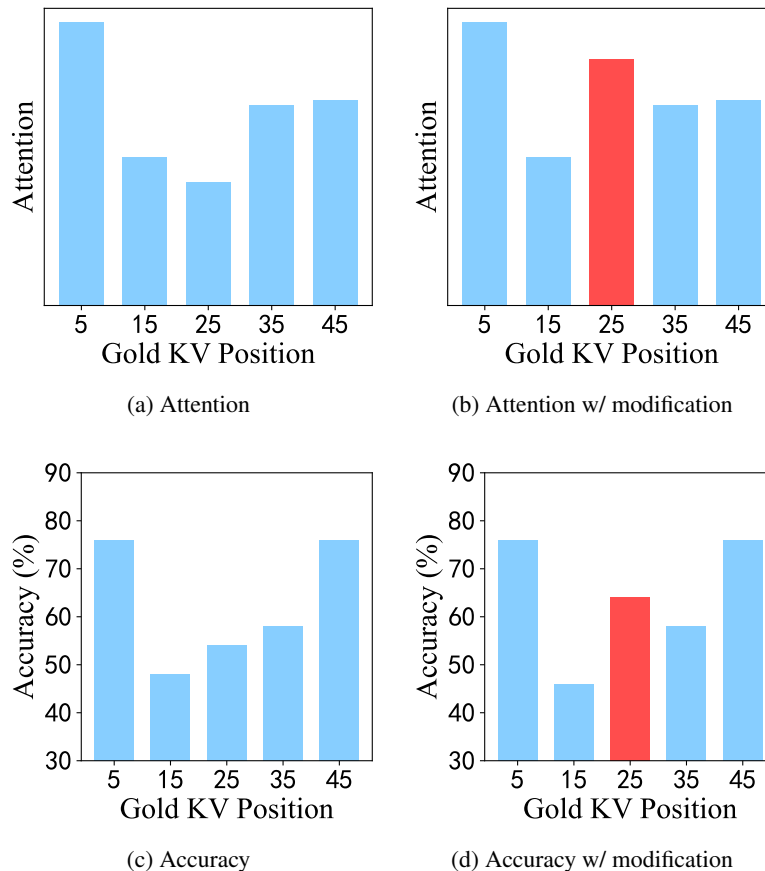 Attention
5 15 25 35 45
Gold KV Position
(a) Attention
Attention
5 15 25 35 45
Gold KV Position
(b) Attention w/ modification
Accuracy (%)
90
80
70
60
50
40
30
5 15 25 35 45
Gold KV Position
(c) Accuracy
Accuracy (%)
90
80
70
60
50
40
30
5 15 25 35 45
Gold KV Position
(d) Accuracy w/ modification